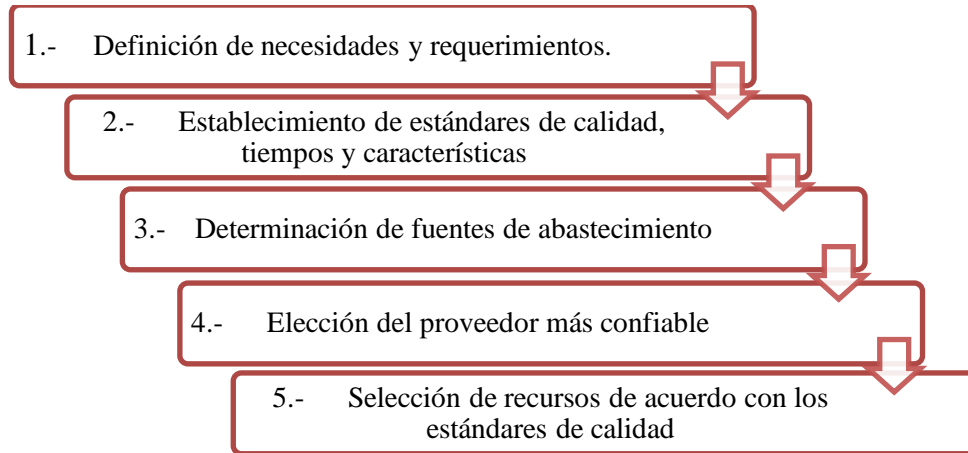 1.- Definición de necesidades y requerimientos.
2.- Establecimiento de estándares de calidad,
tiempos y características
3.- Determinación de fuentes de abastecimiento
4.- Elección del proveedor más confiable
5.- Selección de recursos de acuerdo con los
estándares de calidad